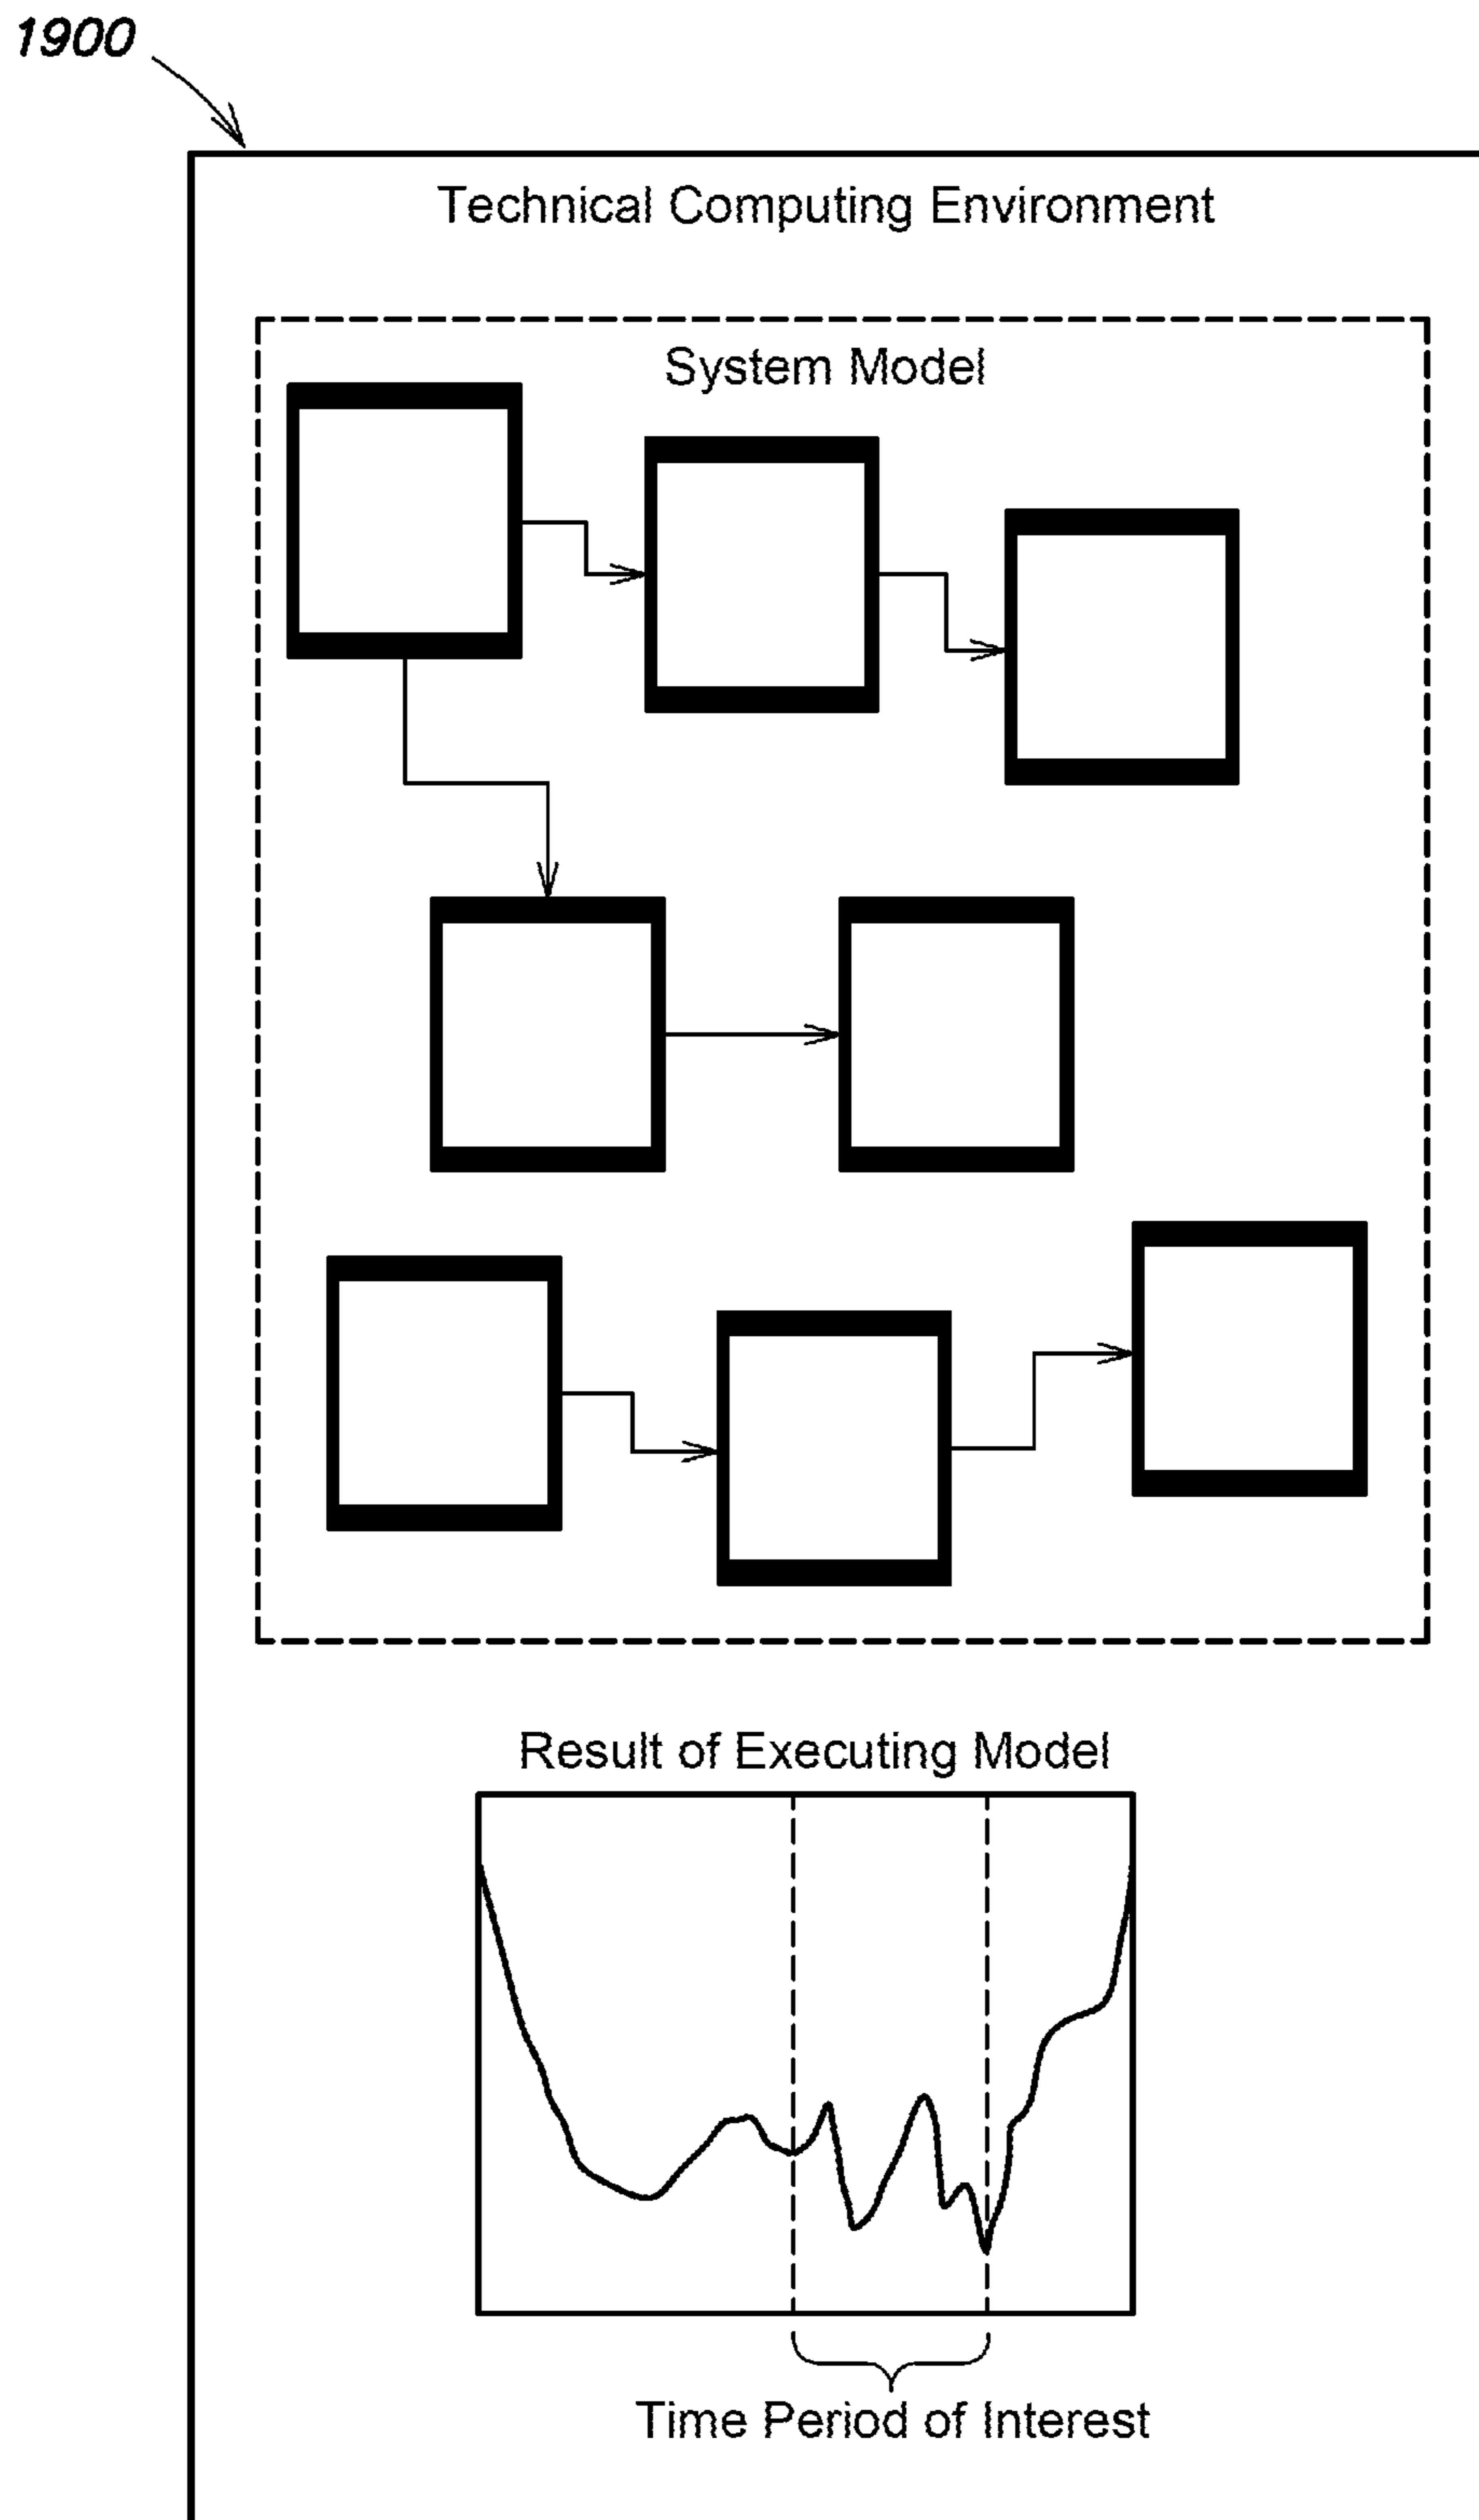 1900
Technical Computing Environment
System Model
Result of Executing Model
Time Period of Interest